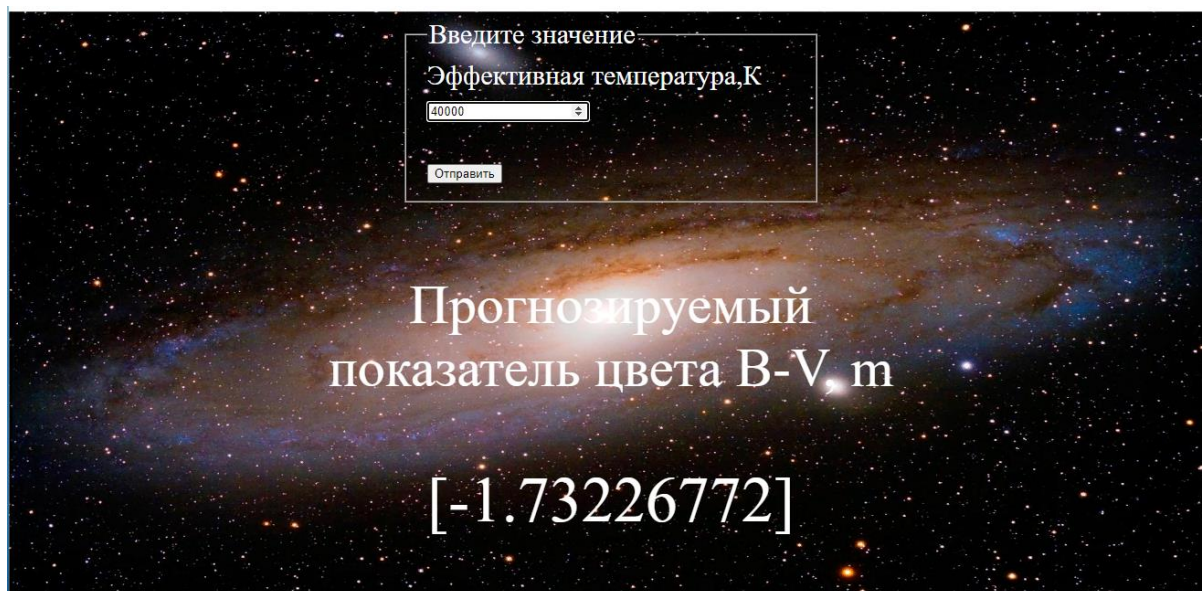 Введите значение
Эффективная температура,К
40000
Отправить
Прогнозируемый
показатель цвета B-V, m
[-1.73226772]